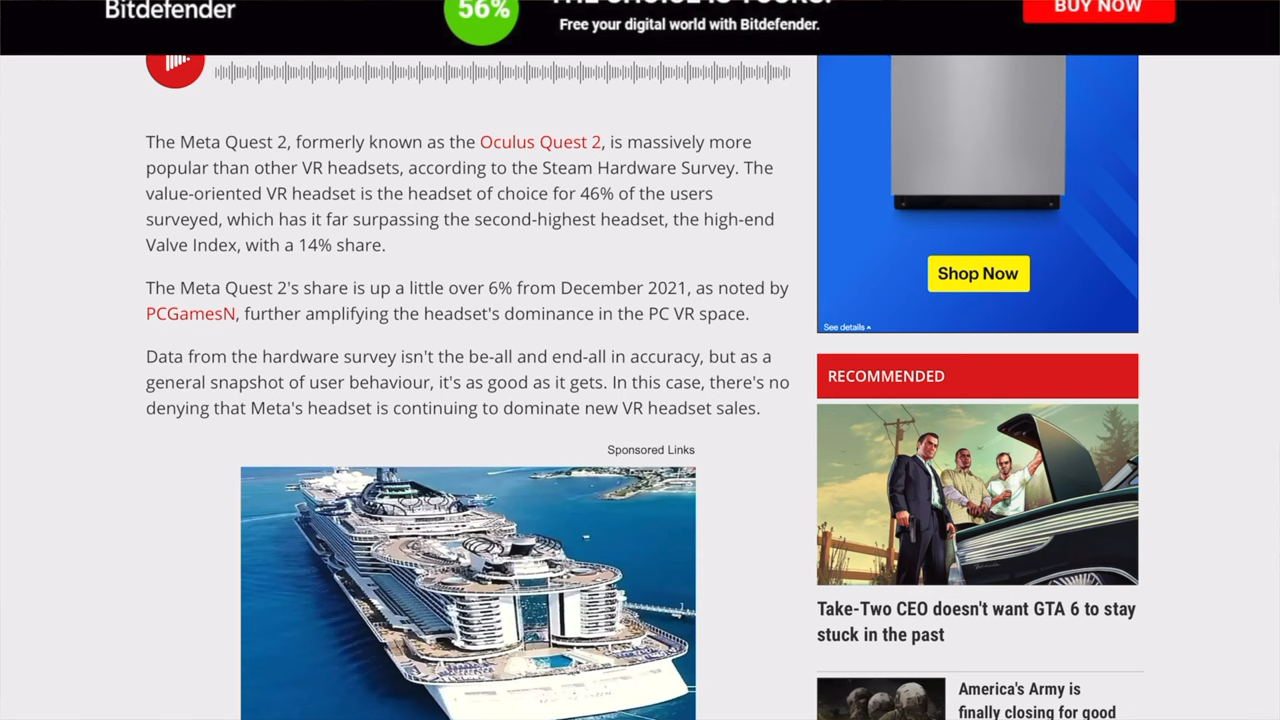 Bitdefender
56%
THE CHOICE IS YOURS.
Free your digital world with Bitdefender.
BUY NOW
The Meta Quest 2, formerly known as the Oculus Quest 2, is massively more
popular than other VR headsets, according to the Steam Hardware Survey. The
value-oriented VR headset is the headset of choice for 46% of the users
surveyed, which has it far surpassing the second-highest headset, the high-end
Valve Index, with a 14% share.
The Meta Quest 2's share is up a little over 6% from December 2021, as noted by
PCGamesN, further amplifying the headset's dominance in the PC VR space.
Data from the hardware survey isn't the be-all and end-all in accuracy, but as a
general snapshot of user behaviour, it's as good as it gets. In this case, there's no
denying that Meta's headset is continuing to dominate new VR headset sales.
Sponsored Links
Shop Now
See details
RECOMMENDED
Take-Two CEO doesn't want GTA 6 to stay
stuck in the past
America's Army is
finally closing for good